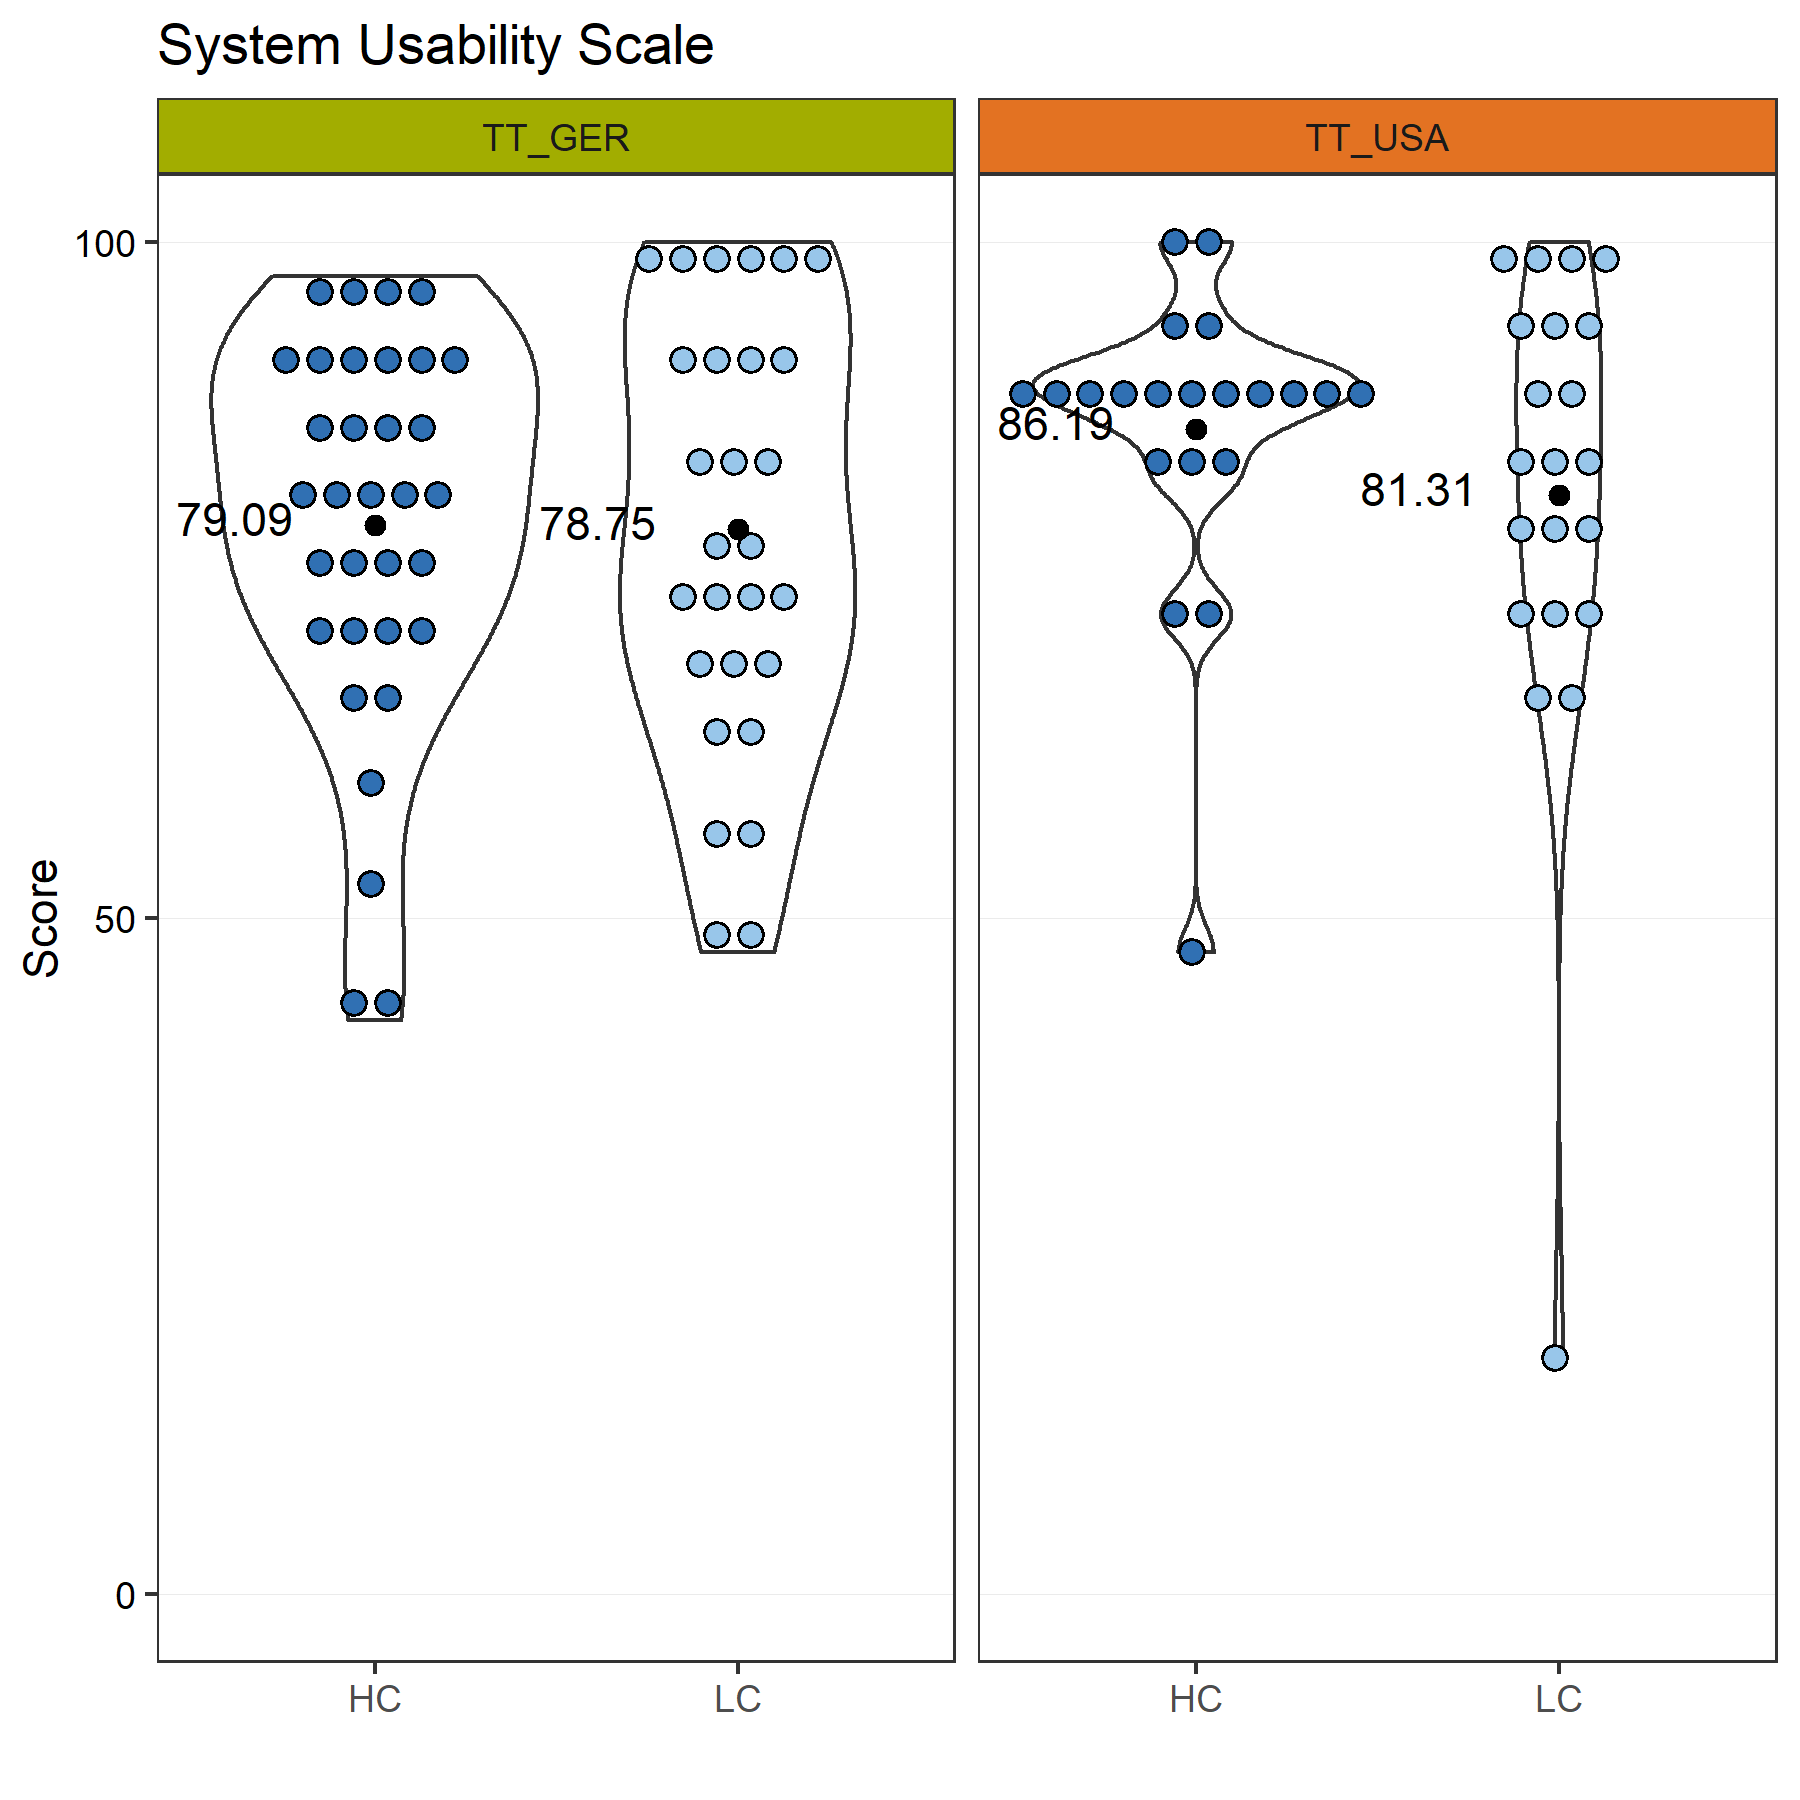 System Usability Scale
TT_GER
TT_USA
100
50
0
Score
79.09
78.75
86.19
81.31
HC
LC
HC
LC